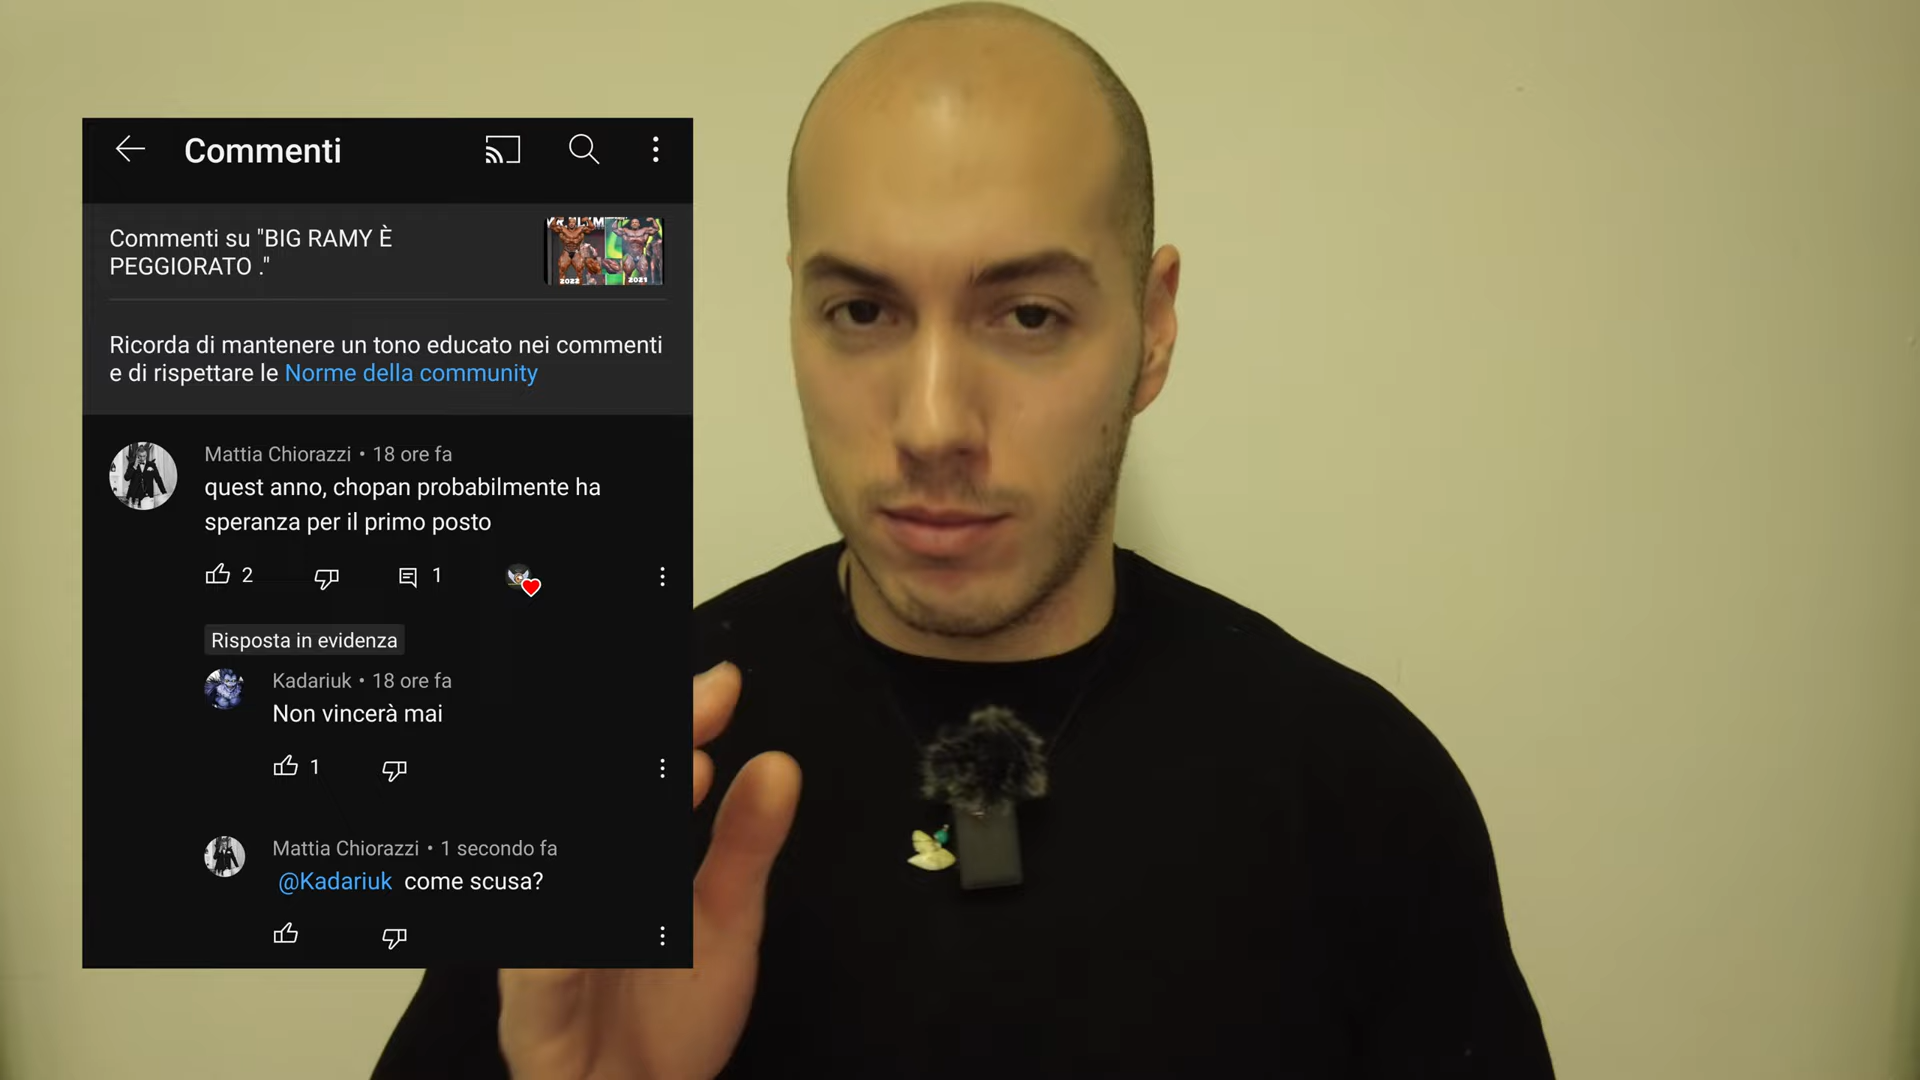 Commenti
Commenti su "BIG RAMY È
PEGGIORATO ."
2022
2021
Ricorda di mantenere un tono educato nei commenti
e di rispettare le Norme della community
Mattia Chiorazzi • 18 ore fa
quest anno, chopan probabilmente ha
speranza per il primo posto
2
1
Risposta in evidenza
Kadariuk • 18 ore fa
Non vincerà mai
1
Mattia Chiorazzi • 1 secondo fa
@Kadariuk come scusa?